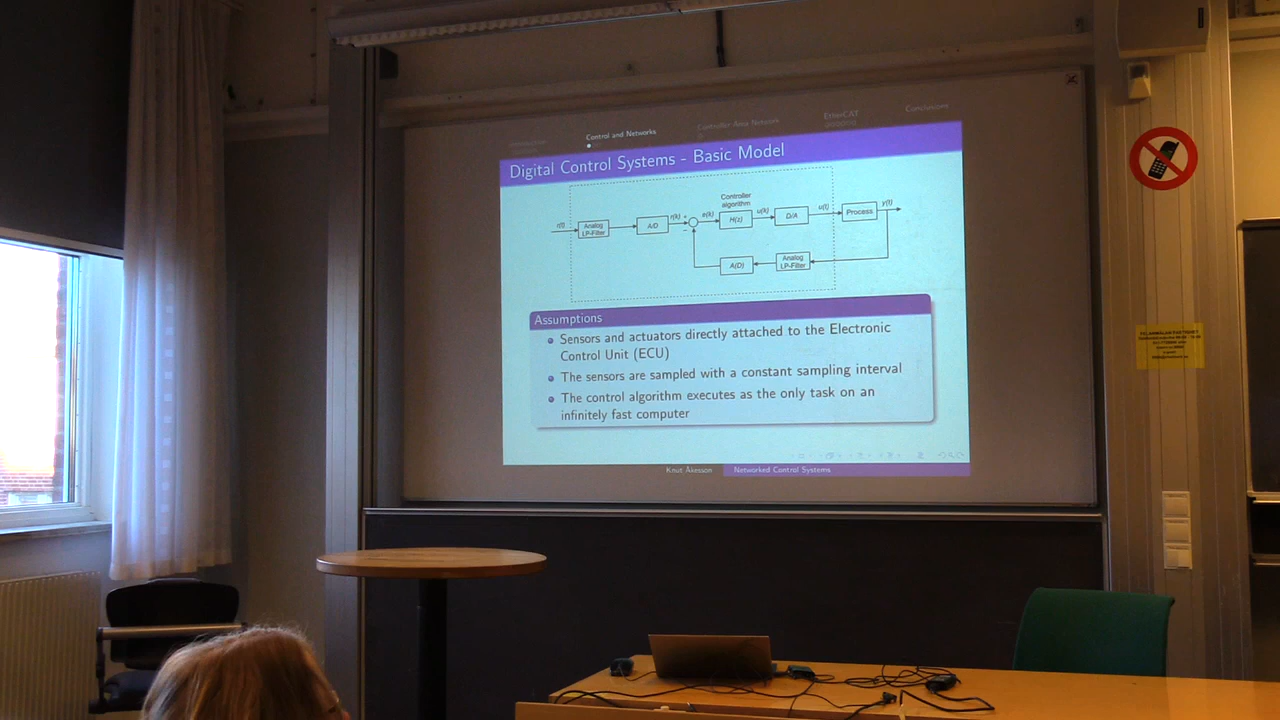 Control and Networks
Controller Area Network
EtherCAT
Conclusions
Digital Control Systems - Basic Model
r(t)
Analog
LP-Filter
A/D
r(k)
+
−
e(k)
Controller
algorithm
H(z)
u(k)
D/A
u(t)
Process
y(t)
A(D)
Analog
LP-Filter
Assumptions
Sensors and actuators directly attached to the Electronic
Control Unit (ECU)
The sensors are sampled with a constant sampling interval
The control algorithm executes as the only task on an
infinitely fast computer
Knut Åkesson
Networked Control Systems